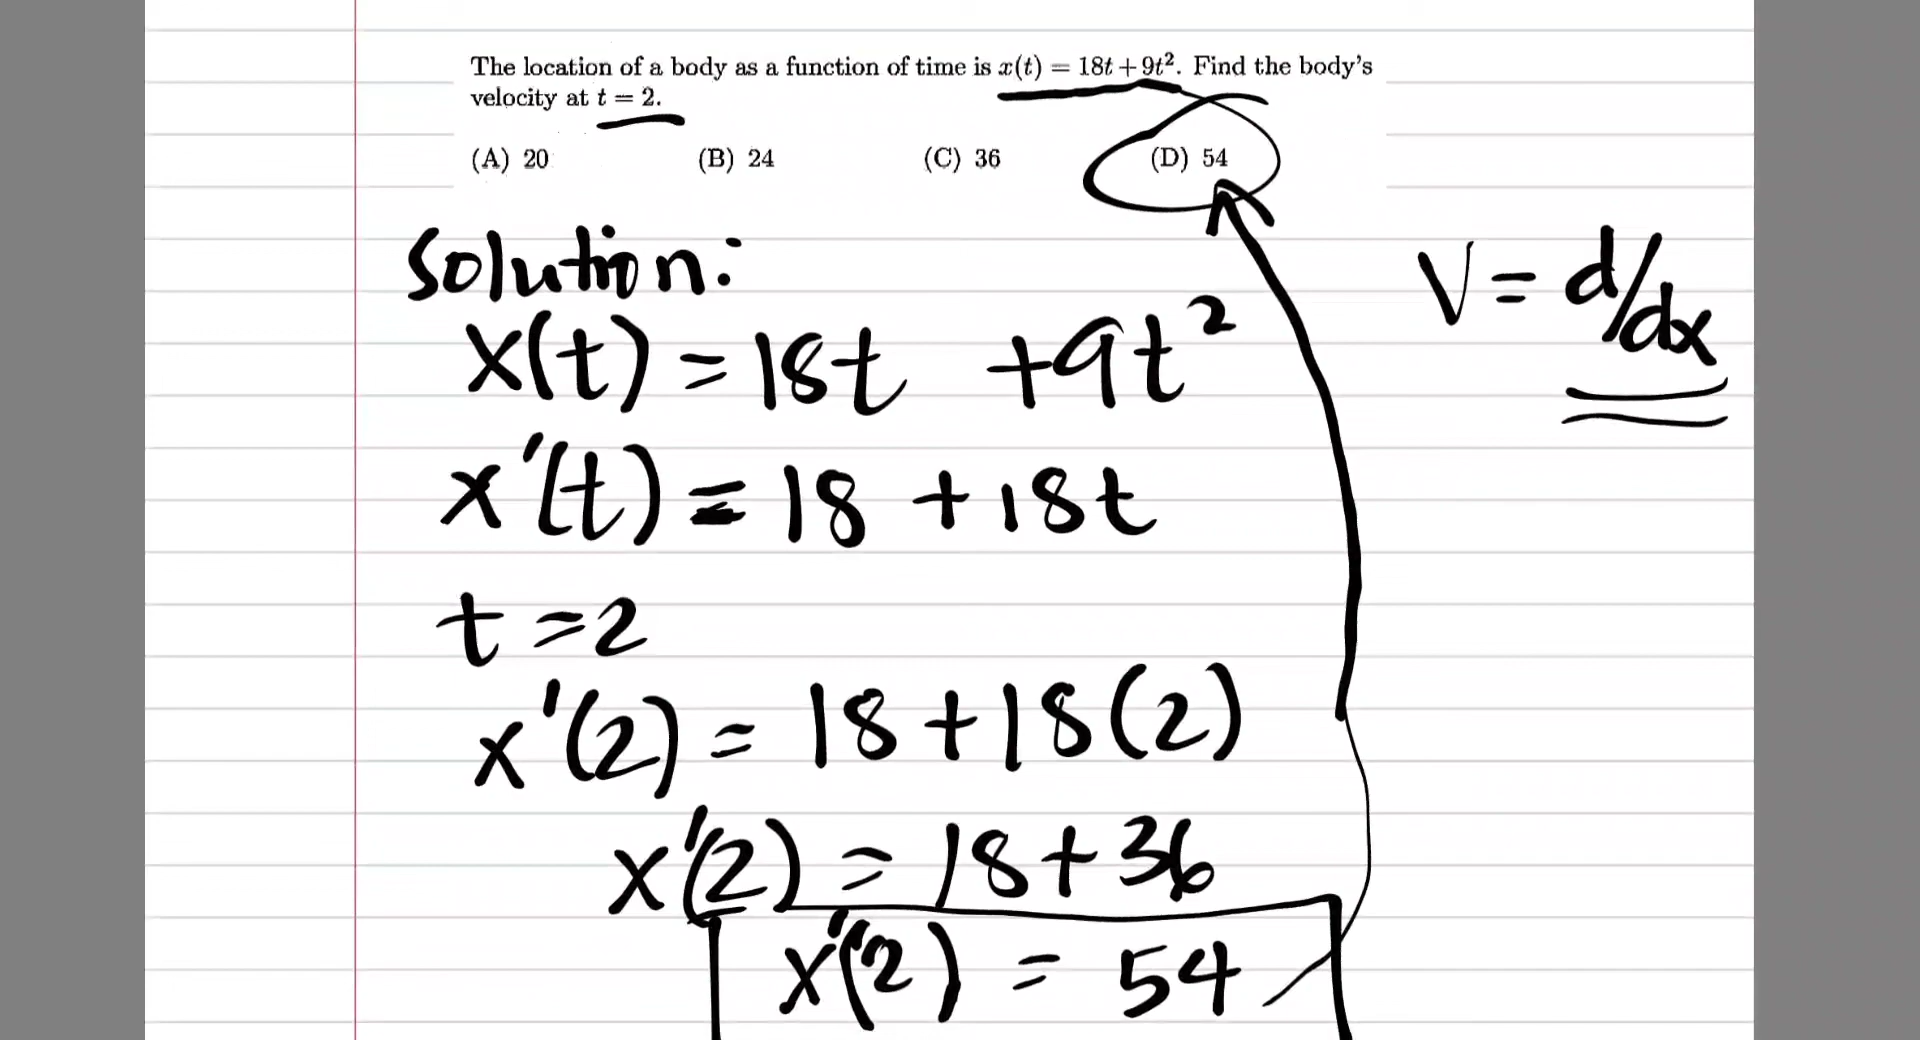 The location of a body as a function of time is x(t) = 18t + 9t². Find the body's
velocity at t = 2.
(A) 20 (B) 24 (C) 36 (D) 54
Solution:
x(t) = 18t + 9t²
V = d/dx
x'(t) = 18 + 18t
t = 2
x'(2) = 18 + 18(2)
x'(2) = 18 + 36
x'(2) = 54